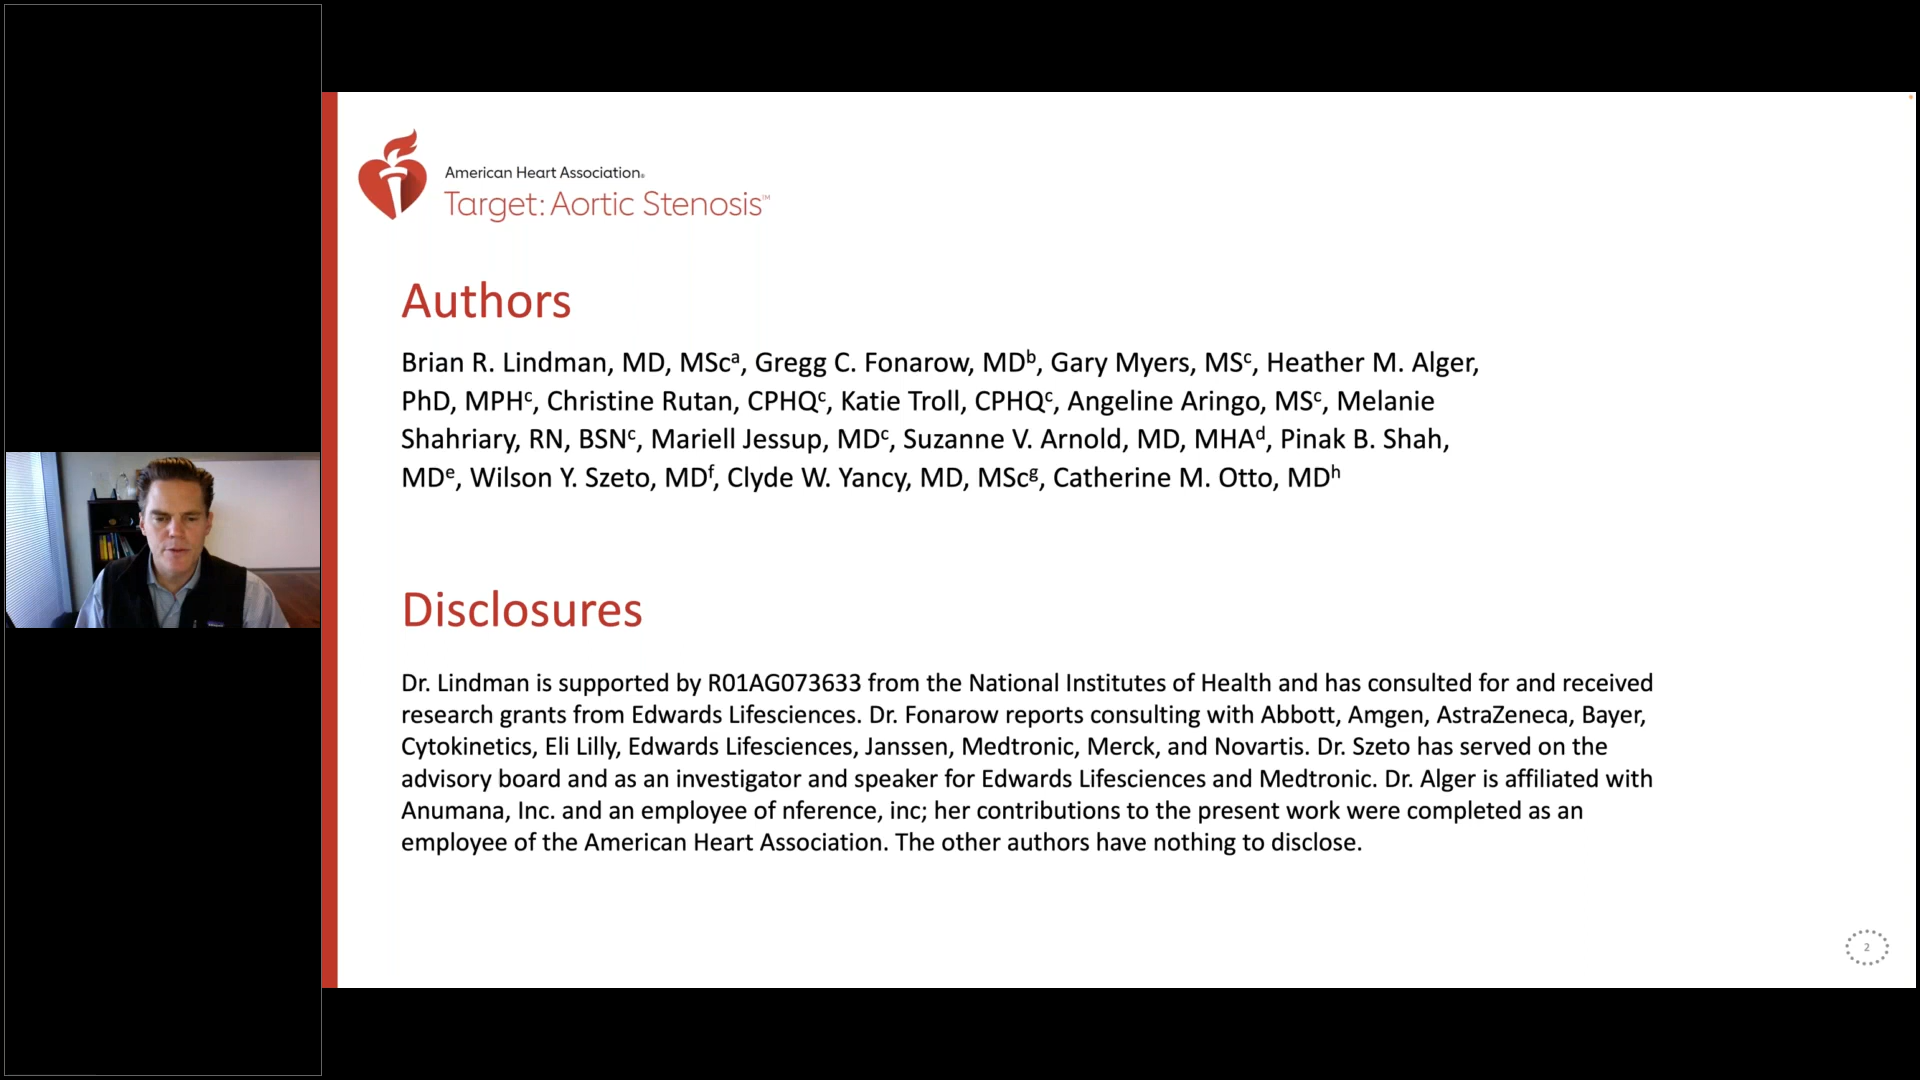 American Heart Association®
Target: Aortic Stenosis™
Authors
Brian R. Lindman, MD, MScᵃ, Gregg C. Fonarow, MDᵇ, Gary Myers, MSᶜ, Heather M. Alger,
PhD, MPHᶜ, Christine Rutan, CPHQᶜ, Katie Troll, CPHQᶜ, Angeline Aringo, MSᶜ, Melanie
Shahriary, RN, BSNᶜ, Mariell Jessup, MDᶜ, Suzanne V. Arnold, MD, MHAᵈ, Pinak B. Shah,
MDᵉ, Wilson Y. Szeto, MDᶠ, Clyde W. Yancy, MD, MScᵍ, Catherine M. Otto, MDʰ
Disclosures
Dr. Lindman is supported by R01AG073633 from the National Institutes of Health and has consulted for and received
research grants from Edwards Lifesciences. Dr. Fonarow reports consulting with Abbott, Amgen, AstraZeneca, Bayer,
Cytokinetics, Eli Lilly, Edwards Lifesciences, Janssen, Medtronic, Merck, and Novartis. Dr. Szeto has served on the
advisory board and as an investigator and speaker for Edwards Lifesciences and Medtronic. Dr. Alger is affiliated with
Anumana, Inc. and an employee of nference, inc; her contributions to the present work were completed as an
employee of the American Heart Association. The other authors have nothing to disclose.
2